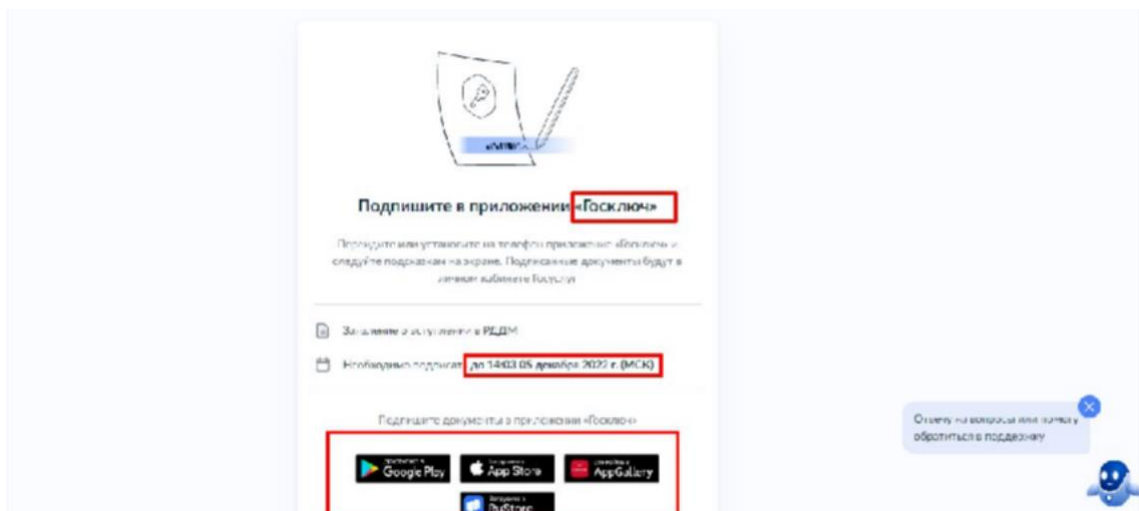 Подпишите в приложении «Госключ»
Перейдите или установите на телефон приложение «Госключ» и
следуйте подсказкам на экране. Подписанные документы будут в
личном кабинете Госуслуг
Заявление о вступлении в РДДМ
Необходимо подписать до 14:03 05 декабря 2022 г. (МСК)
Подпишите документы в приложении «Госключ»
Google Play
App Store
AppGallery
RuStore
Отвечу на вопросы или помогу
обратиться в поддержку